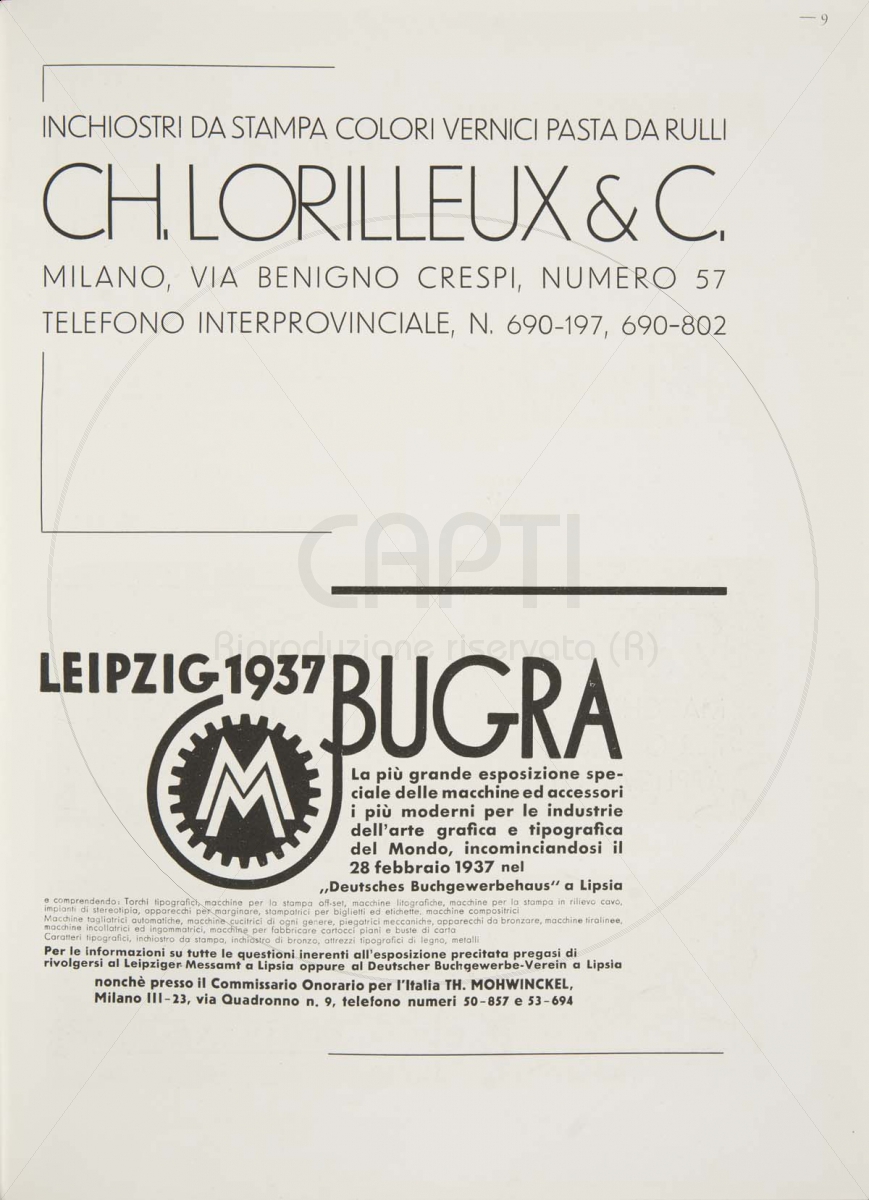 — 9
INCHIOSTRI DA STAMPA COLORI VERNICI PASTA DA RULLI
CH. LORILLEUX & C.
MILANO, VIA BENIGNO CRESPI, NUMERO 57
TELEFONO INTERPROVINCIALE, N. 690-197, 690-802
CAPTI
Riproduzione riservata (R)
LEIPZIG 1937 BUGRA
MM
La più grande esposizione spe-
ciale delle macchine ed accessori
i più moderni per le industrie
dell'arte grafica e tipografica
del Mondo, incominciandosi il
28 febbraio 1937 nel
„Deutsches Buchgewerbehaus" a Lipsia
e comprendendo: Torchi tipografici, macchine per la stampa off-set, macchine litografiche, macchine per la stampa in rilievo cavo,
impianti di stereotipia, apparecchi per marginare, stampatrici per biglietti ed etichette, macchine compositrici
Macchine tagliatrici automatiche, macchine cucitrici di ogni genere, piegatrici meccaniche, apparecchi da bronzare, macchine tiralinee,
macchine incollatrici ed ingommatrici, macchine per fabbricare cartocci piani e buste di carta
Caratteri tipografici, inchiostro da stampa, inchiostro di bronzo, attrezzi tipografici di legno, metalli
Per le informazioni su tutte le questioni inerenti all'esposizione precitata pregasi di
rivolgersi al Leipziger Messamt a Lipsia oppure al Deutscher Buchgewerbe-Verein a Lipsia
nonchè presso il Commissario Onorario per l'Italia TH. MOHWINCKEL,
Milano III-23, via Quadronno n. 9, telefono numeri 50-857 e 53-694